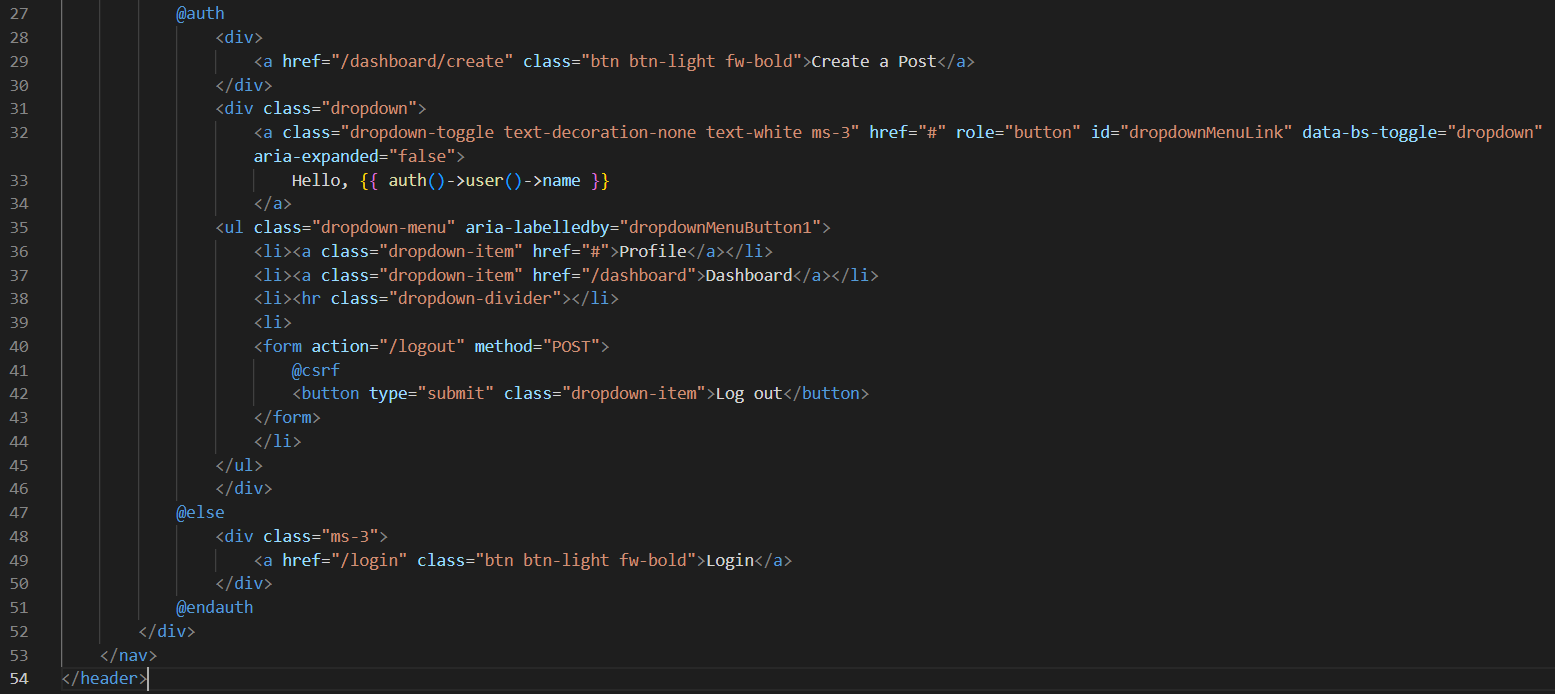 27 @auth
28 <div>
29 <a href="/dashboard/create" class="btn btn-light fw-bold">Create a Post</a>
30 </div>
31 <div class="dropdown">
32 <a class="dropdown-toggle text-decoration-none text-white ms-3" href="#" role="button" id="dropdownMenuLink" data-bs-toggle="dropdown"
aria-expanded="false">
33 Hello, {{ auth()->user()->name }}
34 </a>
35 <ul class="dropdown-menu" aria-labelledby="dropdownMenuButton1">
36 <li><a class="dropdown-item" href="#">Profile</a></li>
37 <li><a class="dropdown-item" href="/dashboard">Dashboard</a></li>
38 <li><hr class="dropdown-divider"></li>
39 <li>
40 <form action="/logout" method="POST">
41 @csrf
42 <button type="submit" class="dropdown-item">Log out</button>
43 </form>
44 </li>
45 </ul>
46 </div>
47 @else
48 <div class="ms-3">
49 <a href="/login" class="btn btn-light fw-bold">Login</a>
50 </div>
51 @endauth
52 </div>
53 </nav>
54 </header>